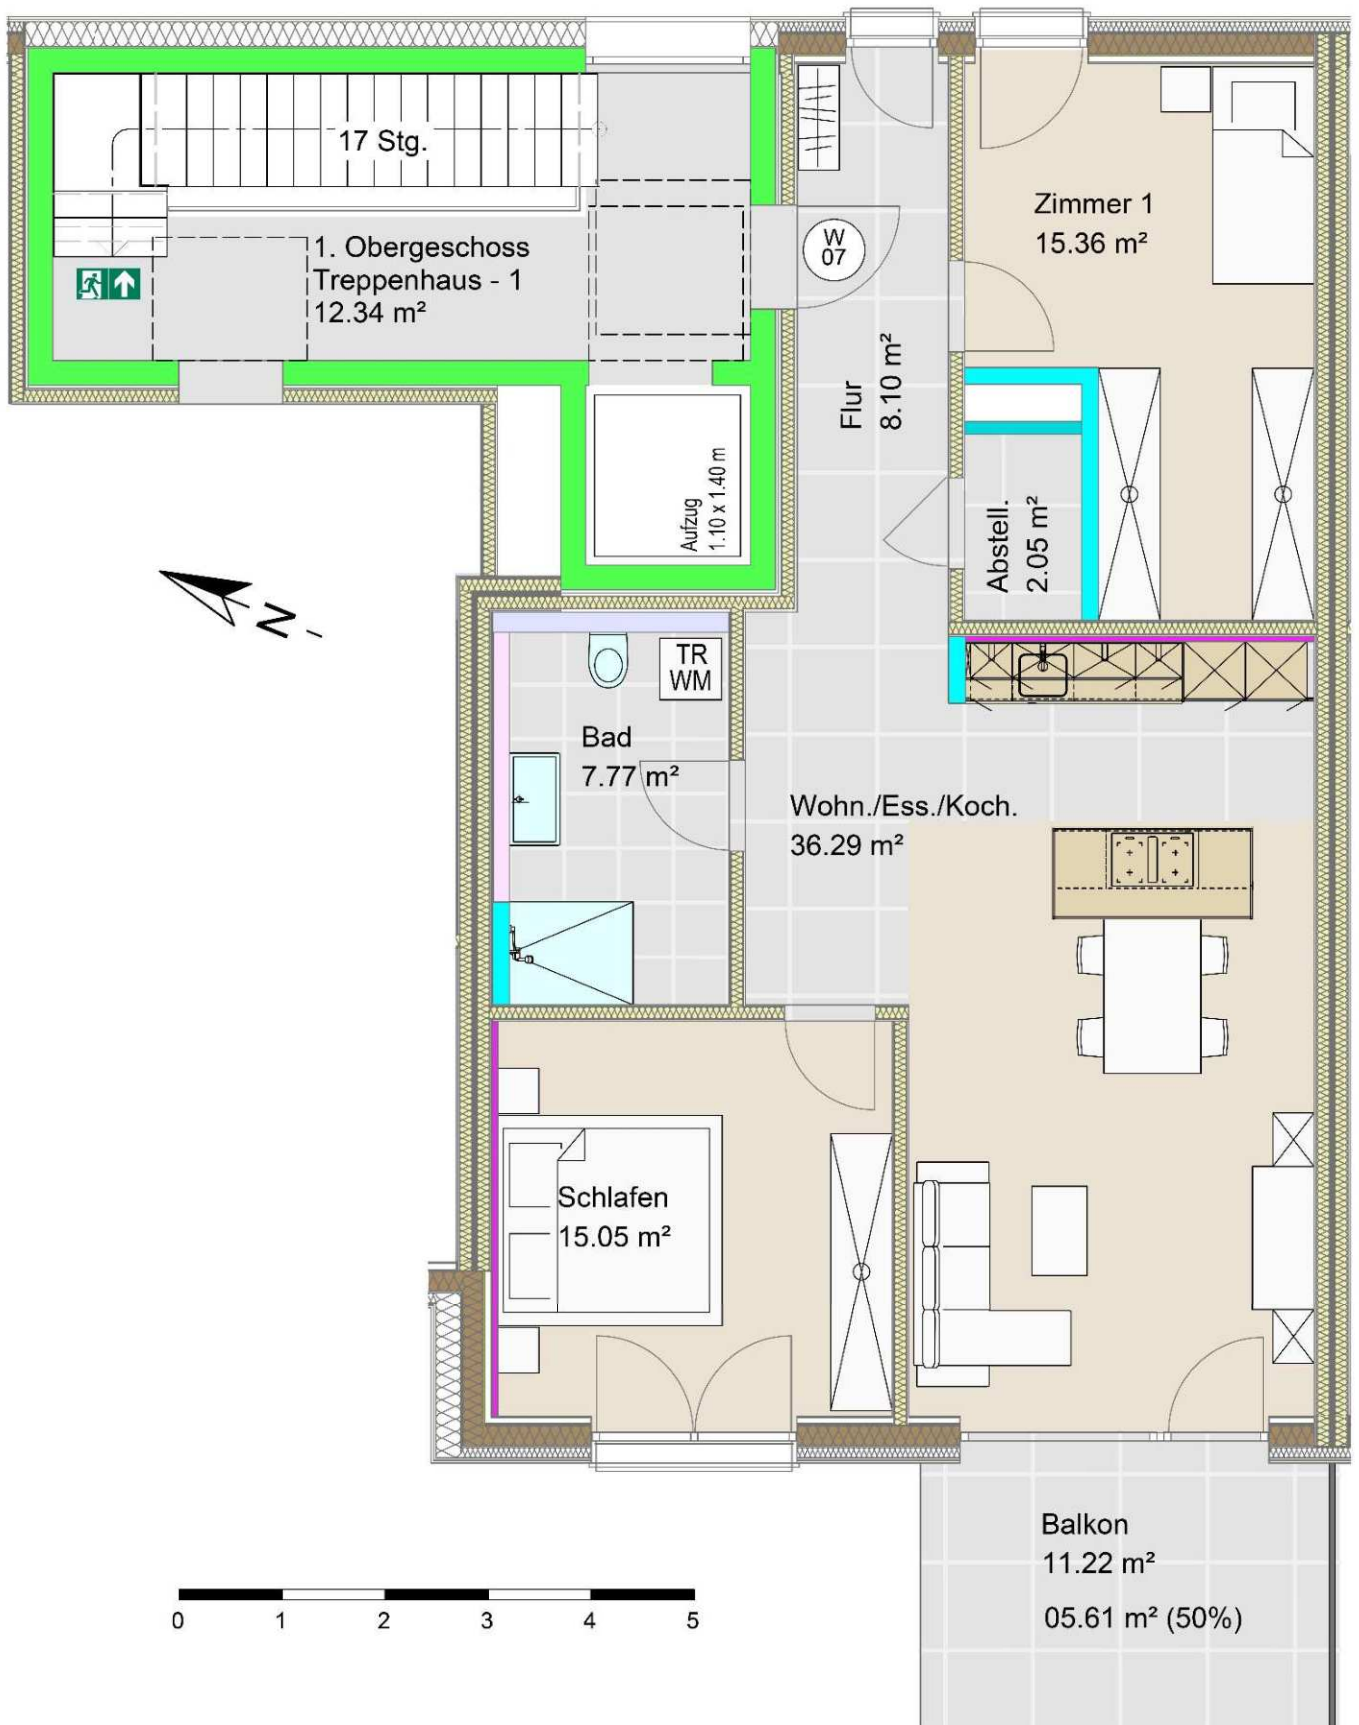 17 Stg.
1. Obergeschoss
Treppenhaus - 1
12.34 m²
W
07
Zimmer 1
15.36 m²
Flur
8.10 m²
Aufzug
1.10 x 1.40 m
Abstell.
2.05 m²
N
TR
WM
Bad
7.77 m²
Wohn./Ess./Koch.
36.29 m²
Schlafen
15.05 m²
Balkon
11.22 m²
05.61 m² (50%)
0 1 2 3 4 5